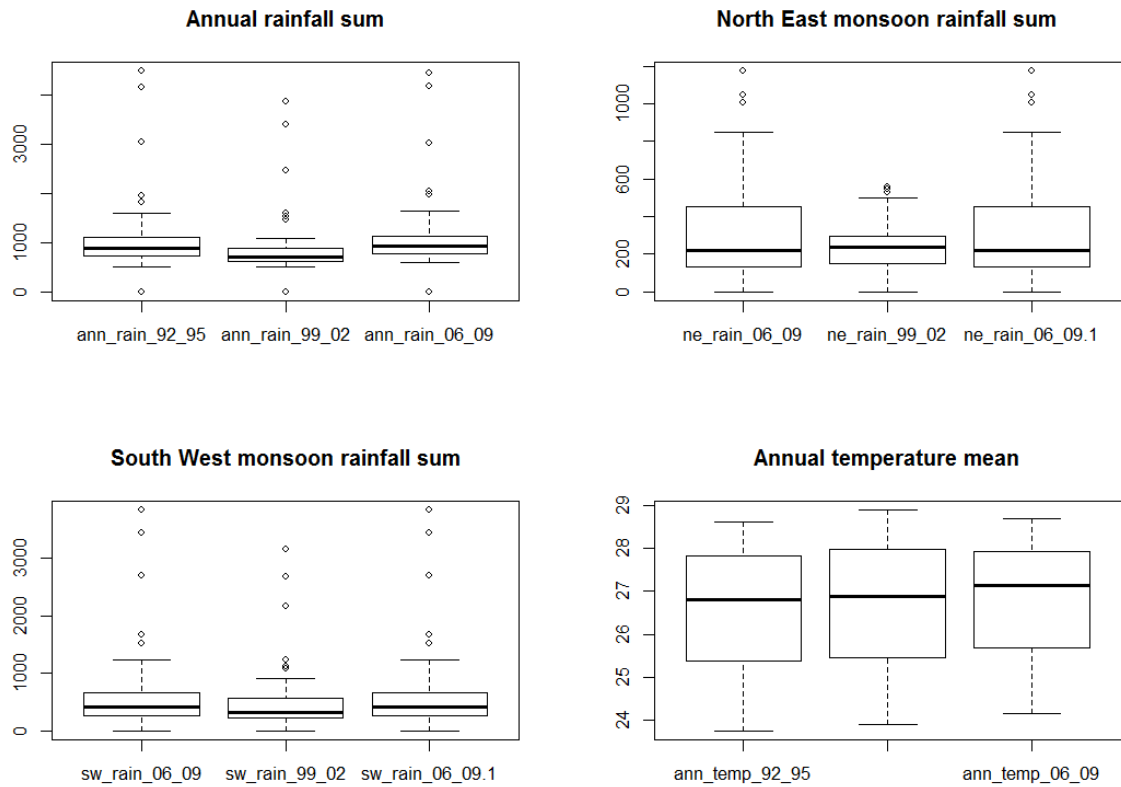 Annual rainfall sum
3000
1000
0
ann_rain_92_95 ann_rain_99_02 ann_rain_06_09
North East monsoon rainfall sum
1000
600
200
0
ne_rain_06_09 ne_rain_99_02 ne_rain_06_09.1
South West monsoon rainfall sum
3000
2000
1000
0
sw_rain_06_09 sw_rain_99_02 sw_rain_06_09.1
Annual temperature mean
29
28
27
26
25
24
ann_temp_92_95 ann_temp_06_09